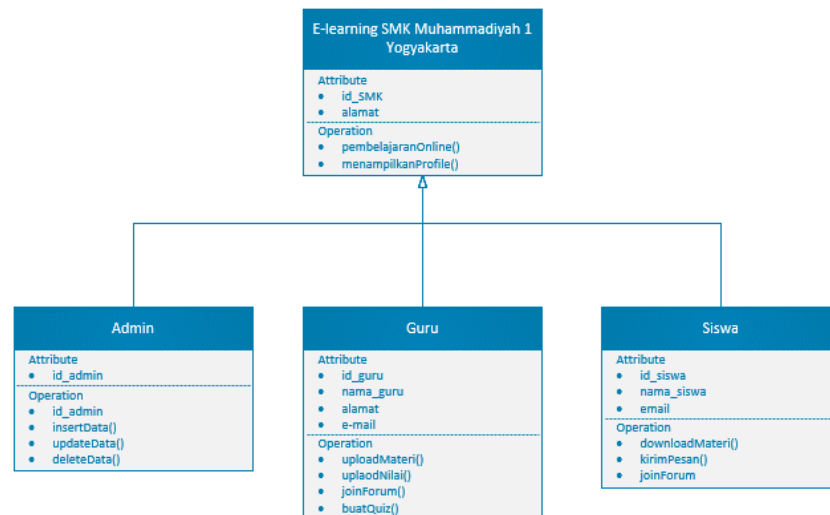 E-learning SMK Muhammadiyah 1
Yogyakarta
Attribute
• id_SMK
• alamat
Operation
• pembelajaranOnline()
• menampilkanProfile()
Admin
Attribute
• id_admin
Operation
• id_admin
• insertData()
• updateData()
• deleteData()
Guru
Attribute
• id_guru
• nama_guru
• alamat
• e-mail
Operation
• uploadMateri()
• uplaodNilai()
• joinForum()
• buatQuiz()
Siswa
Attribute
• id_siswa
• nama_siswa
• email
Operation
• downloadMateri()
• kirimPesan()
• joinForum